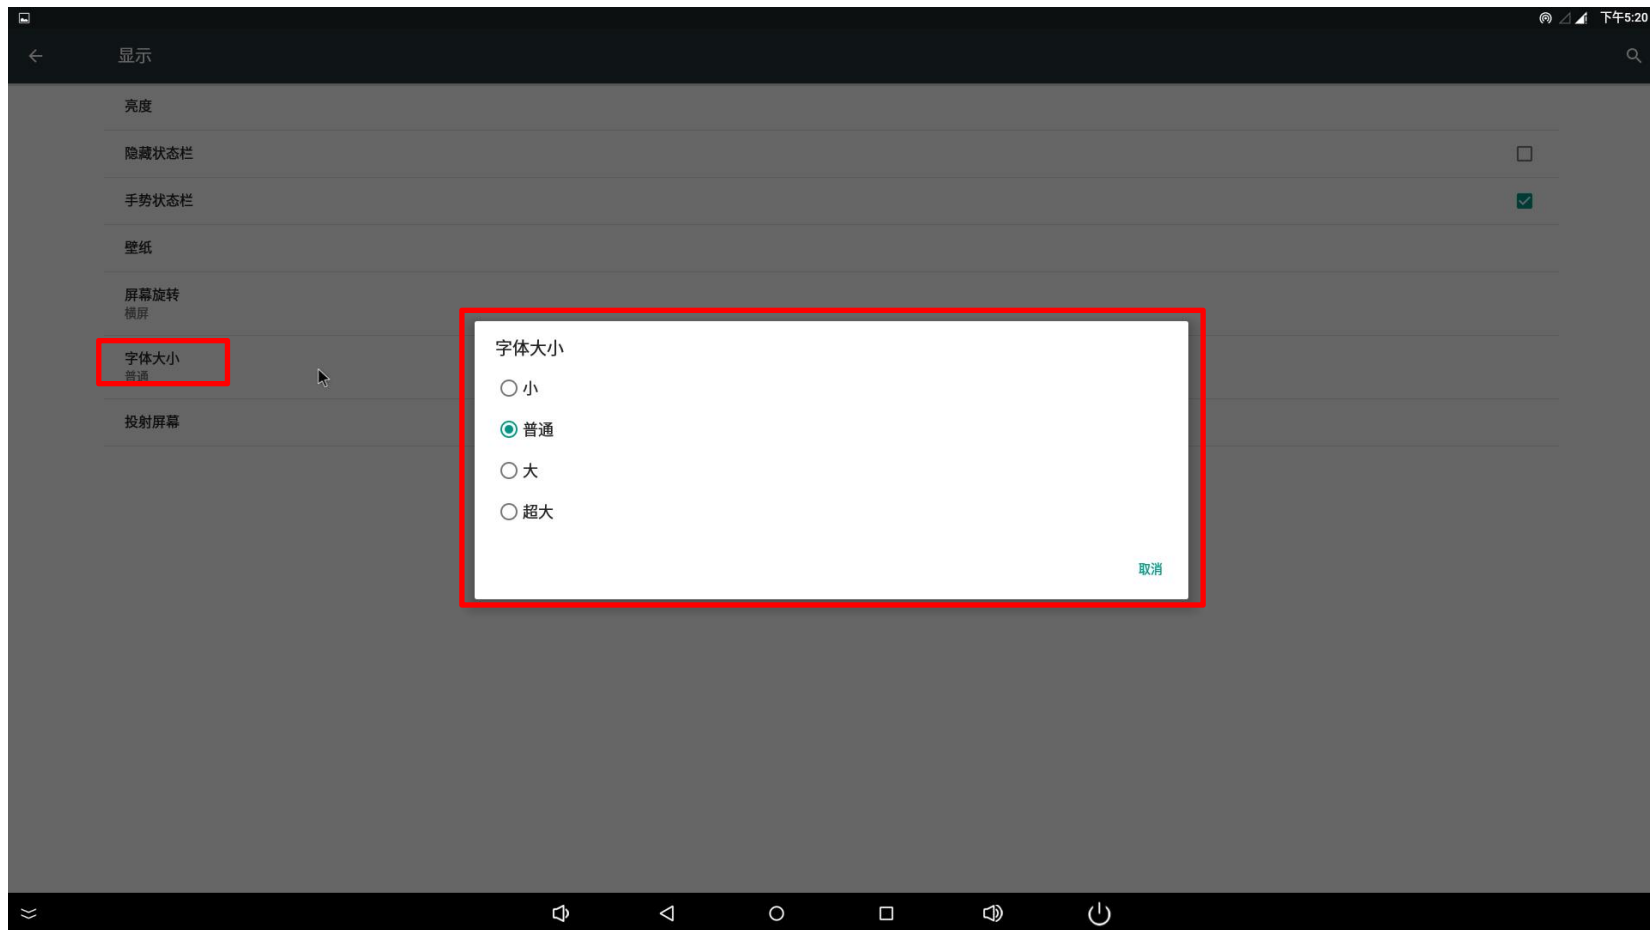 下午5:20
显示
亮度
隐藏状态栏
手势状态栏
壁纸
屏幕旋转
横屏
字体大小
普通
投射屏幕
字体大小
小
普通
大
超大
取消